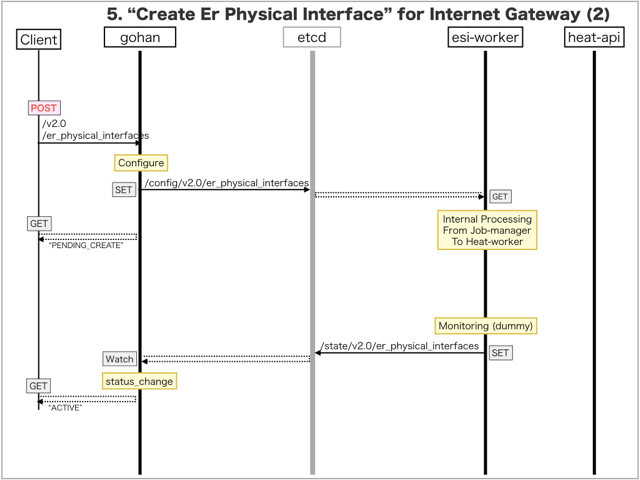 5. “Create Er Physical Interface” for Internet Gateway (2)
Client
gohan
etcd
esi-worker
heat-api
POST
/v2.0
/er_physical_interfaces
Configure
SET
/config/v2.0/er_physical_interfaces
GET
Internal Processing
From Job-manager
To Heat-worker
GET
“PENDING_CREATE”
Monitoring (dummy)
/state/v2.0/er_physical_interfaces
SET
Watch
status_change
GET
“ACTIVE”